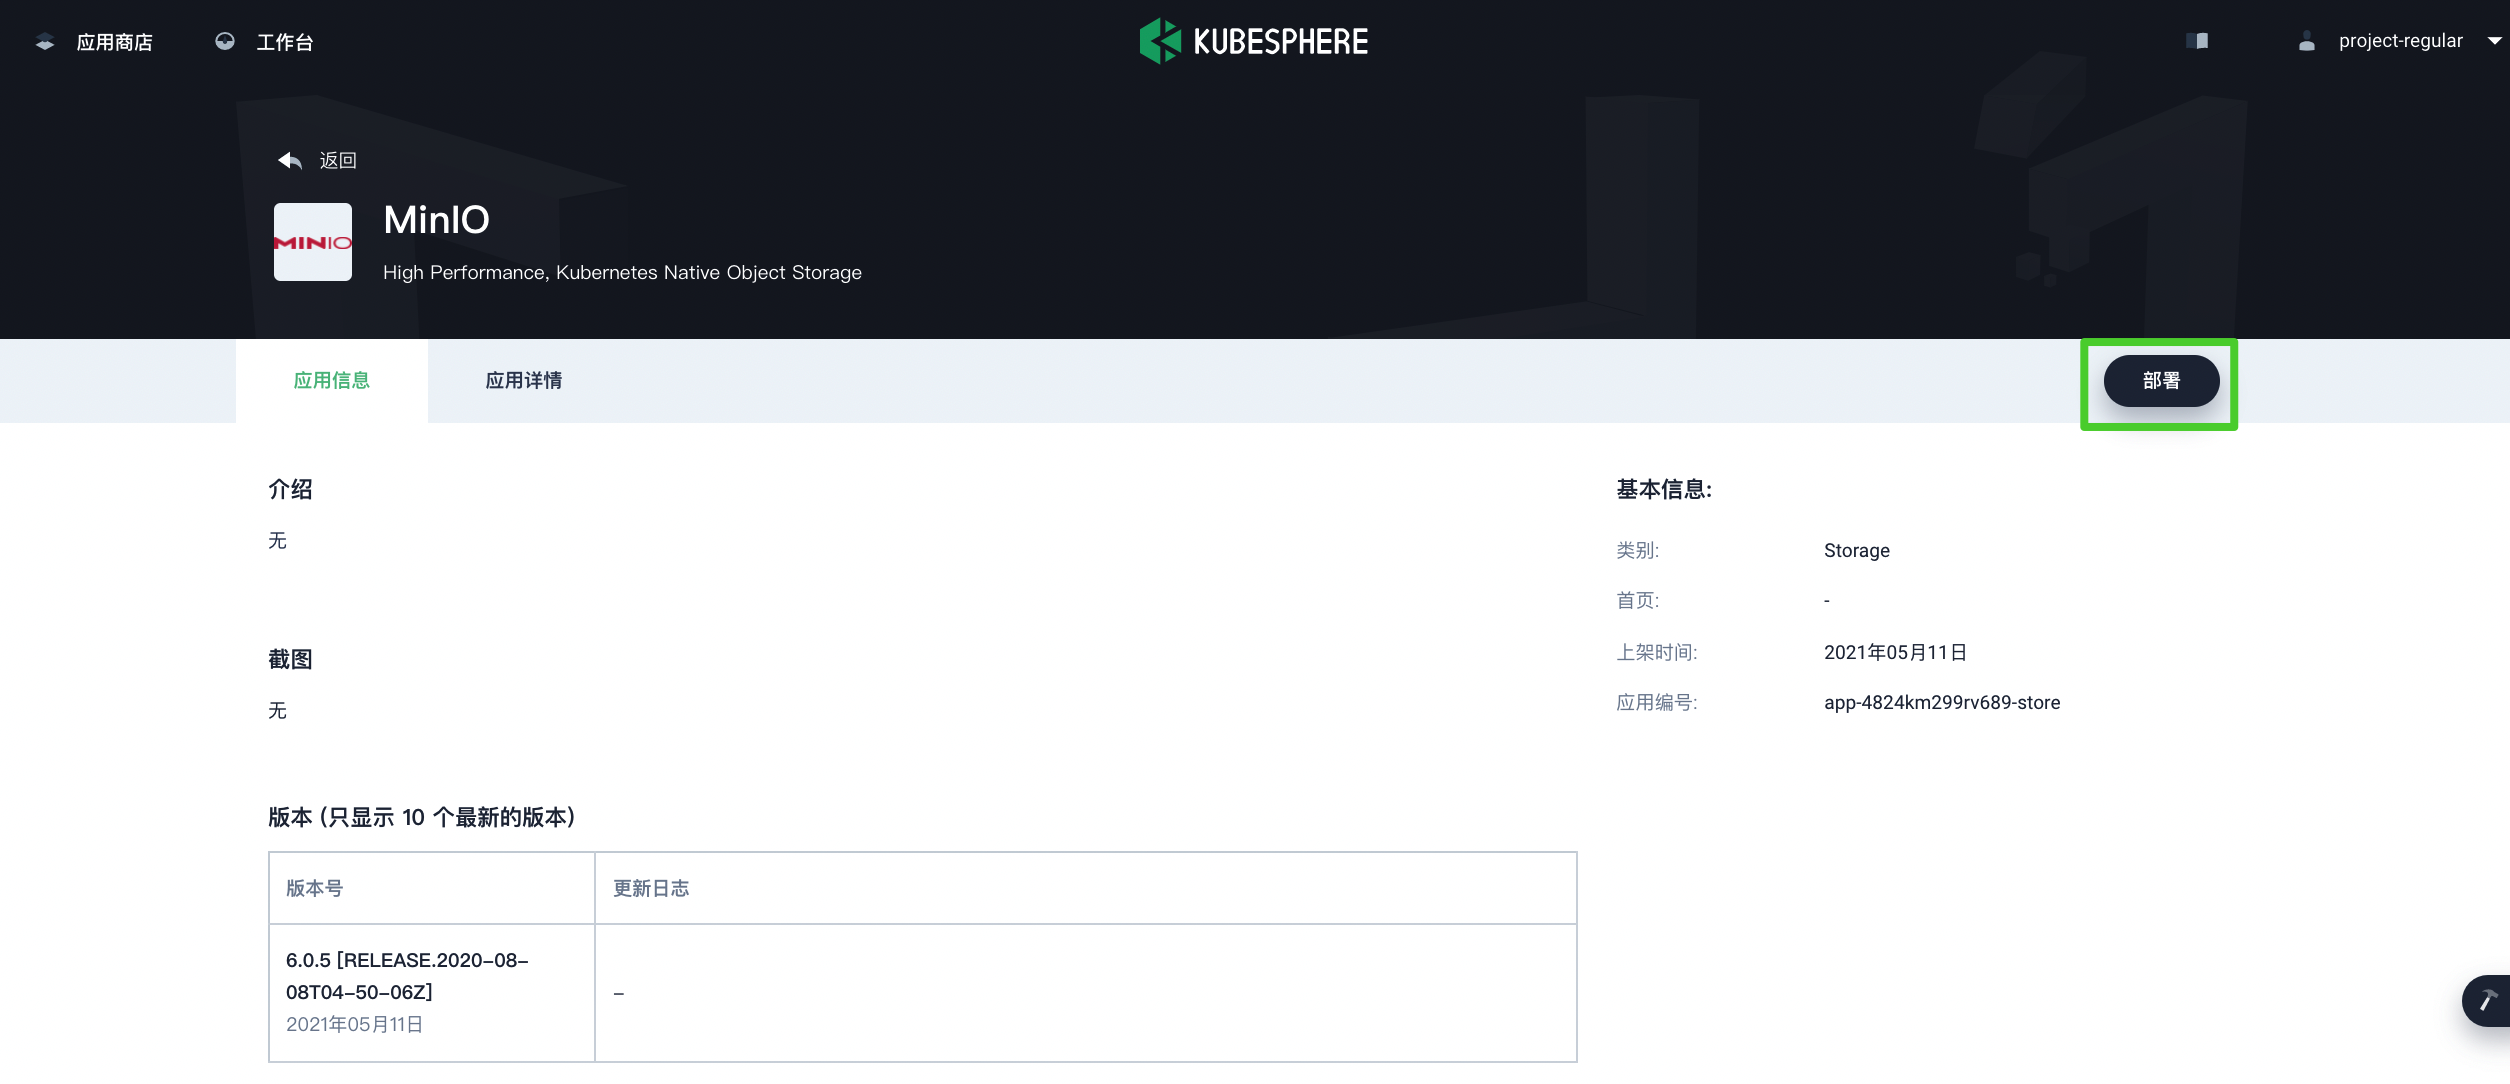 应用商店
工作台
KUBESPHERE
project-regular
返回
MINIO
MinIO
High Performance, Kubernetes Native Object Storage
应用信息
应用详情
部署
介绍
无
截图
无
版本 (只显示 10 个最新的版本)
版本号
更新日志
6.0.5 [RELEASE.2020-08-
08T04-50-06Z]
2021年05月11日
-
基本信息:
类别:
Storage
首页:
-
上架时间:
2021年05月11日
应用编号:
app-4824km299rv689-store